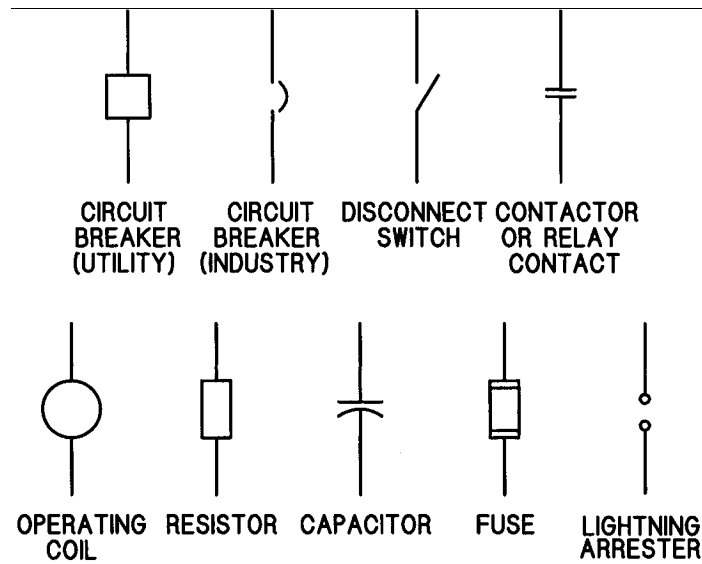 CIRCUIT BREAKER (UTILITY)
CIRCUIT BREAKER (INDUSTRY)
DISCONNECT SWITCH
CONTACTOR OR RELAY CONTACT
OPERATING COIL
RESISTOR
CAPACITOR
FUSE
LIGHTNING ARRESTER